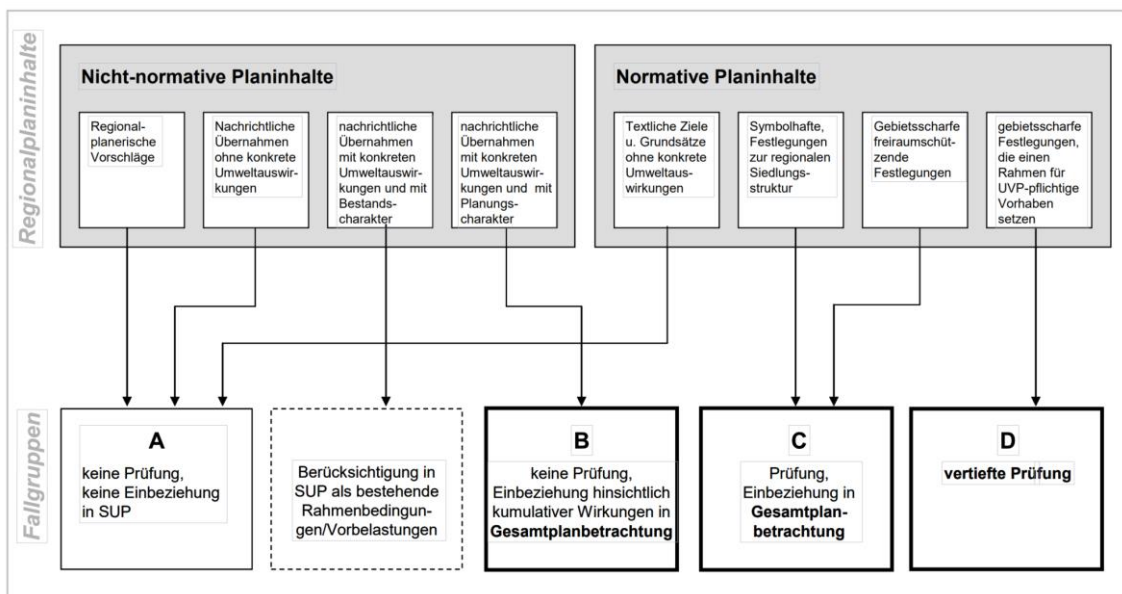 Regionalplaninhalte
Nicht-normative Planinhalte
Regional-
planerische
Vorschläge
Nachrichtliche
Übernahmen
ohne konkrete
Umweltauswir-
kungen
nachrichtliche
Übernahmen
mit konkreten
Umweltauswir-
kungen und mit
Bestands-
charakter
nachrichtliche
Übernahmen
mit konkreten
Umweltauswir-
kungen und  mit
Planungs-
charakter
Normative Planinhalte
Textliche Ziele
u. Grundsätze
ohne konkrete
Umwelta­us-
wirkungen
Symbolhafte,
Festlegungen
zur regionalen
Siedlungs-
struktur
Gebietsscharfe
freiraumschüt-
zende
Festlegungen
gebietsscharfe
Festlegungen,
die einen
Rahmen für
UVP-pflichtige
Vorhaben
setzen
Fallgruppen
A
keine Prüfung,
keine Einbeziehung
in SUP
Berücksichtigung in
SUP als bestehende
Rahmenbedingun-
gen/Vorbelastungen
B
keine Prüfung,
Einbeziehung hinsichtlich
kumulativer Wirkungen in
Gesamtplanbetrachtung
C
Prüfung,
Einbeziehung in
Gesamtplan-
betrachtung
D
vertiefte Prüfung